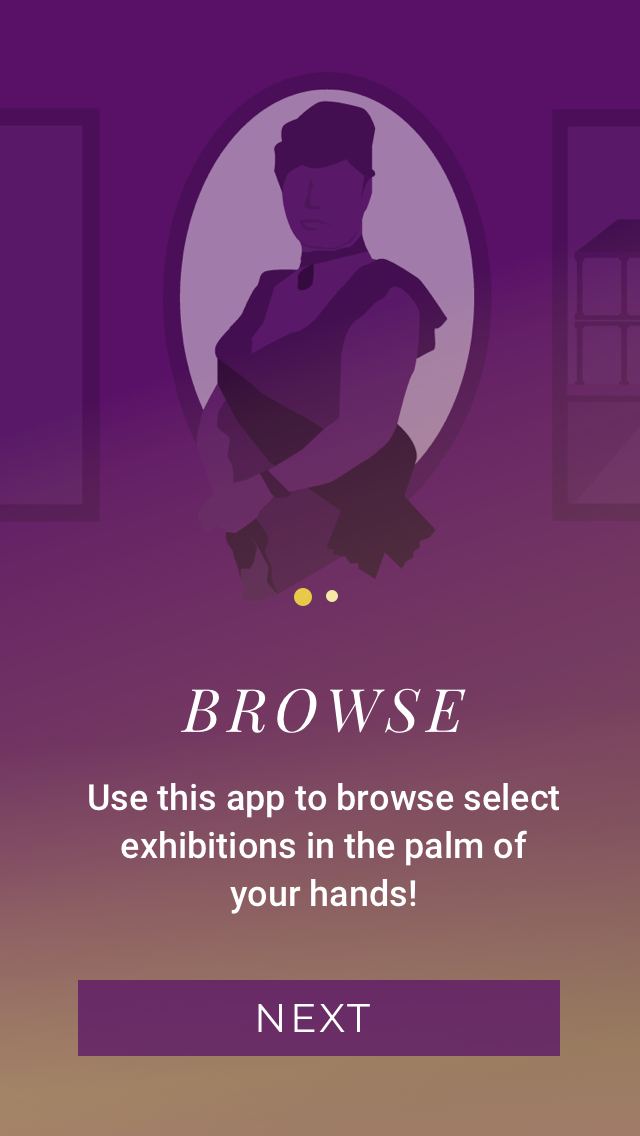 BROWSE
Use this app to browse select
exhibitions in the palm of
your hands!
NEXT